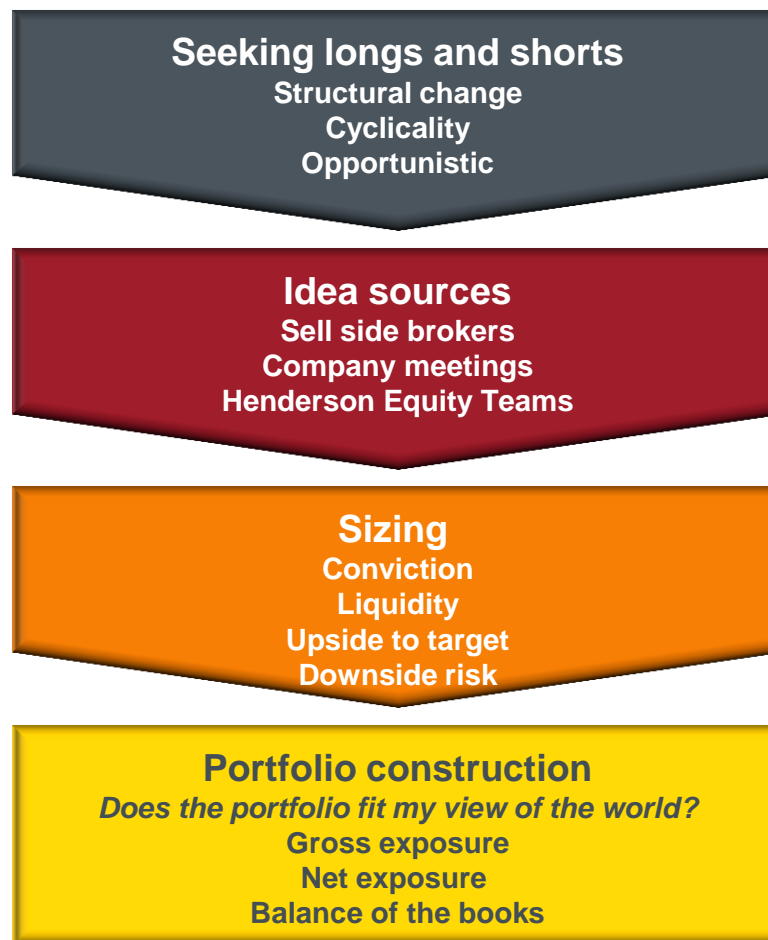 Seeking longs and shorts
Structural change
Cyclicality
Opportunistic
Idea sources
Sell side brokers
Company meetings
Henderson Equity Teams
Sizing
Conviction
Liquidity
Upside to target
Downside risk
Portfolio construction
Does the portfolio fit my view of the world?
Gross exposure
Net exposure
Balance of the books